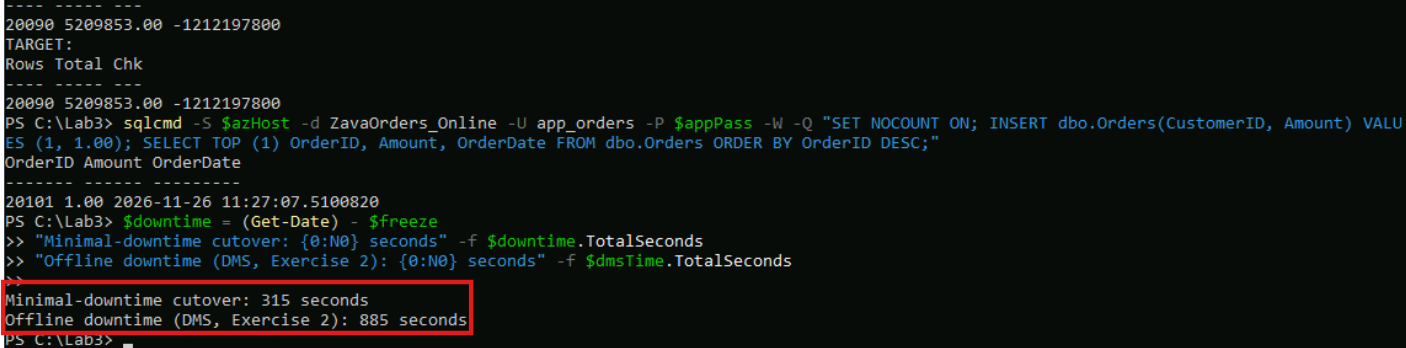 ---- ----- ---
20090 5209853.00 -1212197800
TARGET:
Rows Total Chk
---- ----- ---
20090 5209853.00 -1212197800
PS C:\Lab3> sqlcmd -S $azHost -d ZavaOrders_Online -U app_orders -P $appPass -W -Q "SET NOCOUNT ON; INSERT dbo.Orders(CustomerID, Amount) VALU
ES (1, 1.00); SELECT TOP (1) OrderID, Amount, OrderDate FROM dbo.Orders ORDER BY OrderID DESC;"
OrderID Amount OrderDate
------- ------ ---------
20101 1.00 2026-11-26 11:27:07.5100820
PS C:\Lab3> $downtime = (Get-Date) - $freeze
>> "Minimal-downtime cutover: {0:N0} seconds" -f $downtime.TotalSeconds
>> "Offline downtime (DMS, Exercise 2): {0:N0} seconds" -f $dmsTime.TotalSeconds
>>
Minimal-downtime cutover: 315 seconds
Offline downtime (DMS, Exercise 2): 885 seconds
PS C:\Lab3>